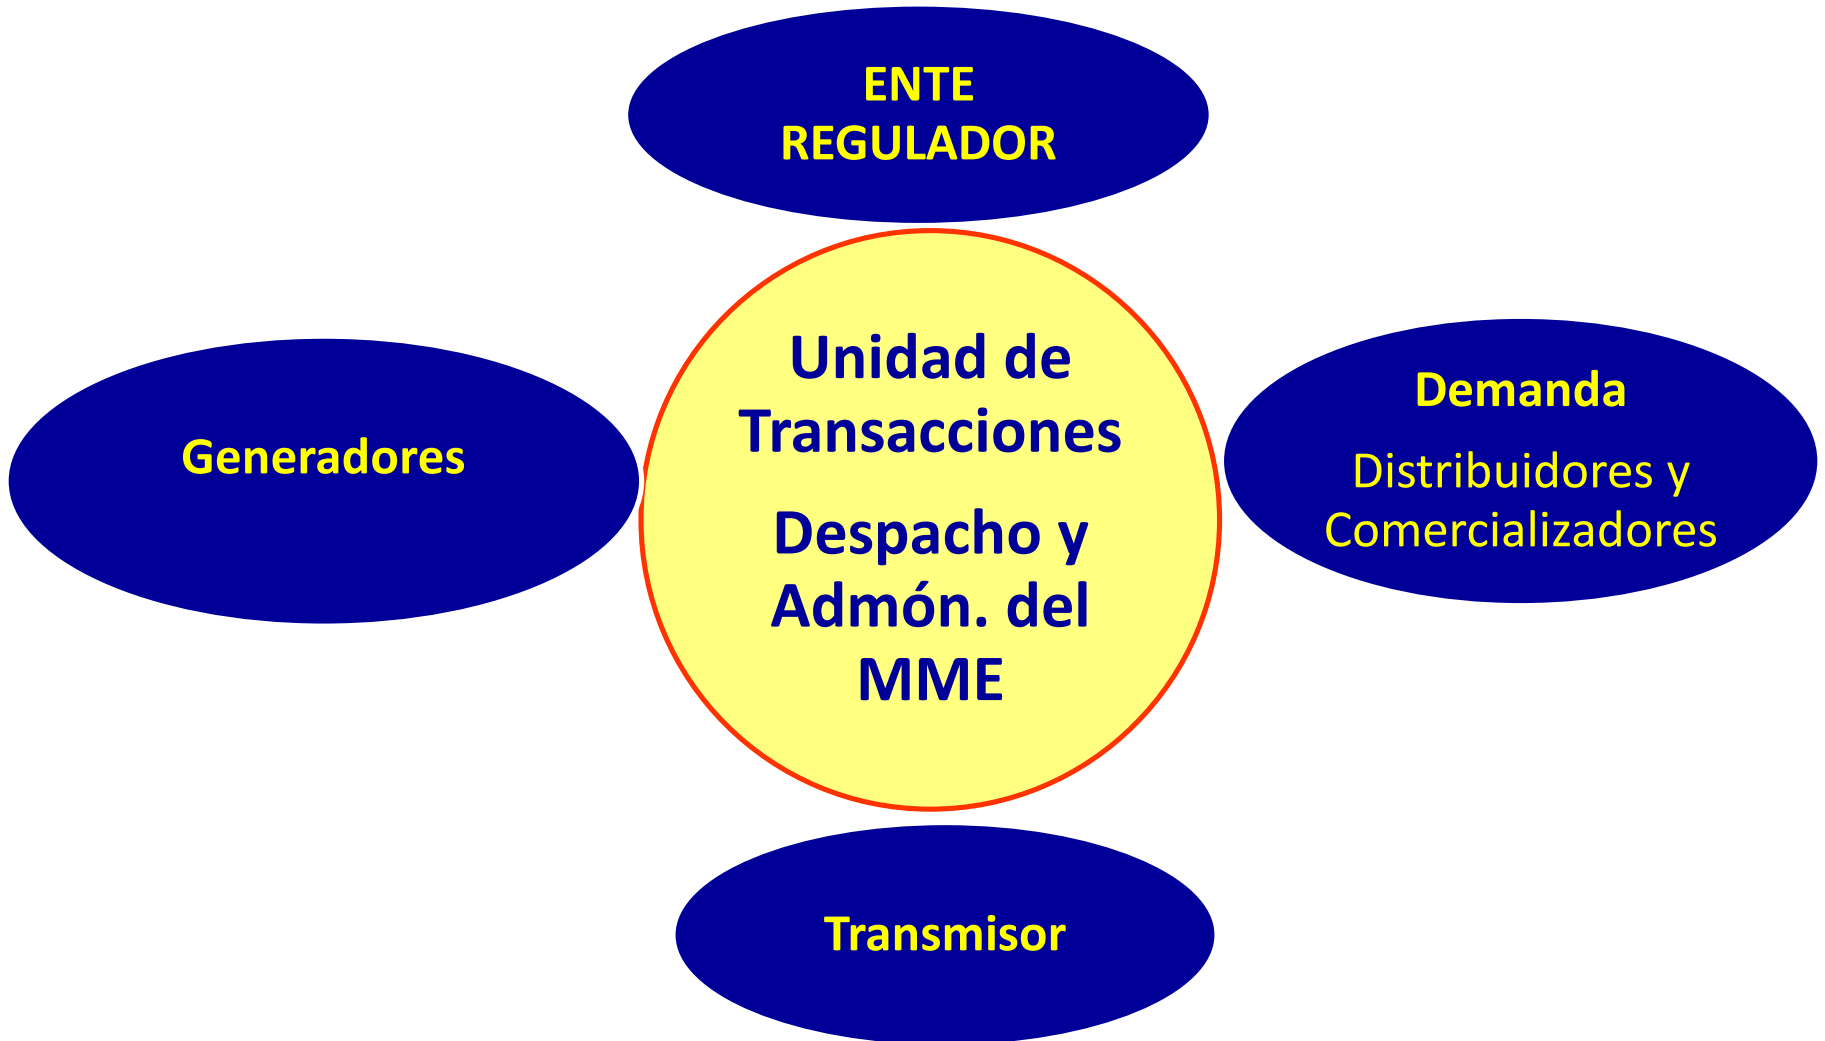 ENTE
REGULADOR
Unidad de
Transacciones
Despacho y
Admón. del
MME
Generadores
Demanda
Distribuidores y
Comercializadores
Transmisor